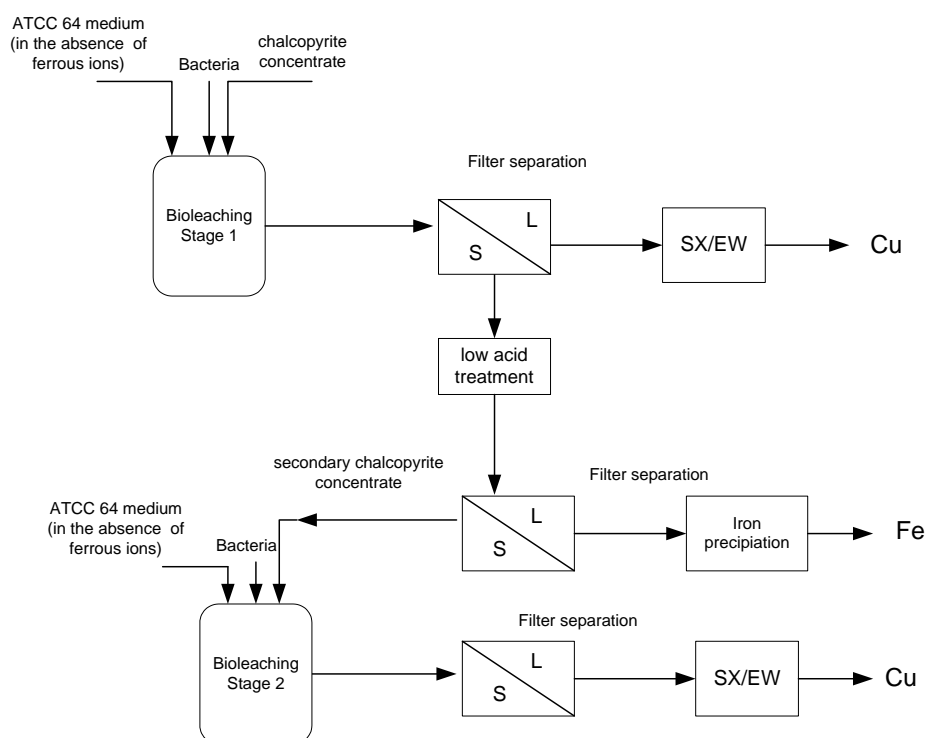 ATCC 64 medium
(in the absence of
ferrous ions)
Bacteria
chalcopyrite
concentrate
Bioleaching
Stage 1
Filter separation
L
S
SX/EW
Cu
low acid
treatment
secondary chalcopyrite
concentrate
Filter separation
ATCC 64 medium
(in the absence of
ferrous ions)
Bacteria
L
S
Iron
precipiation
Fe
Bioleaching
Stage 2
Filter separation
L
S
SX/EW
Cu